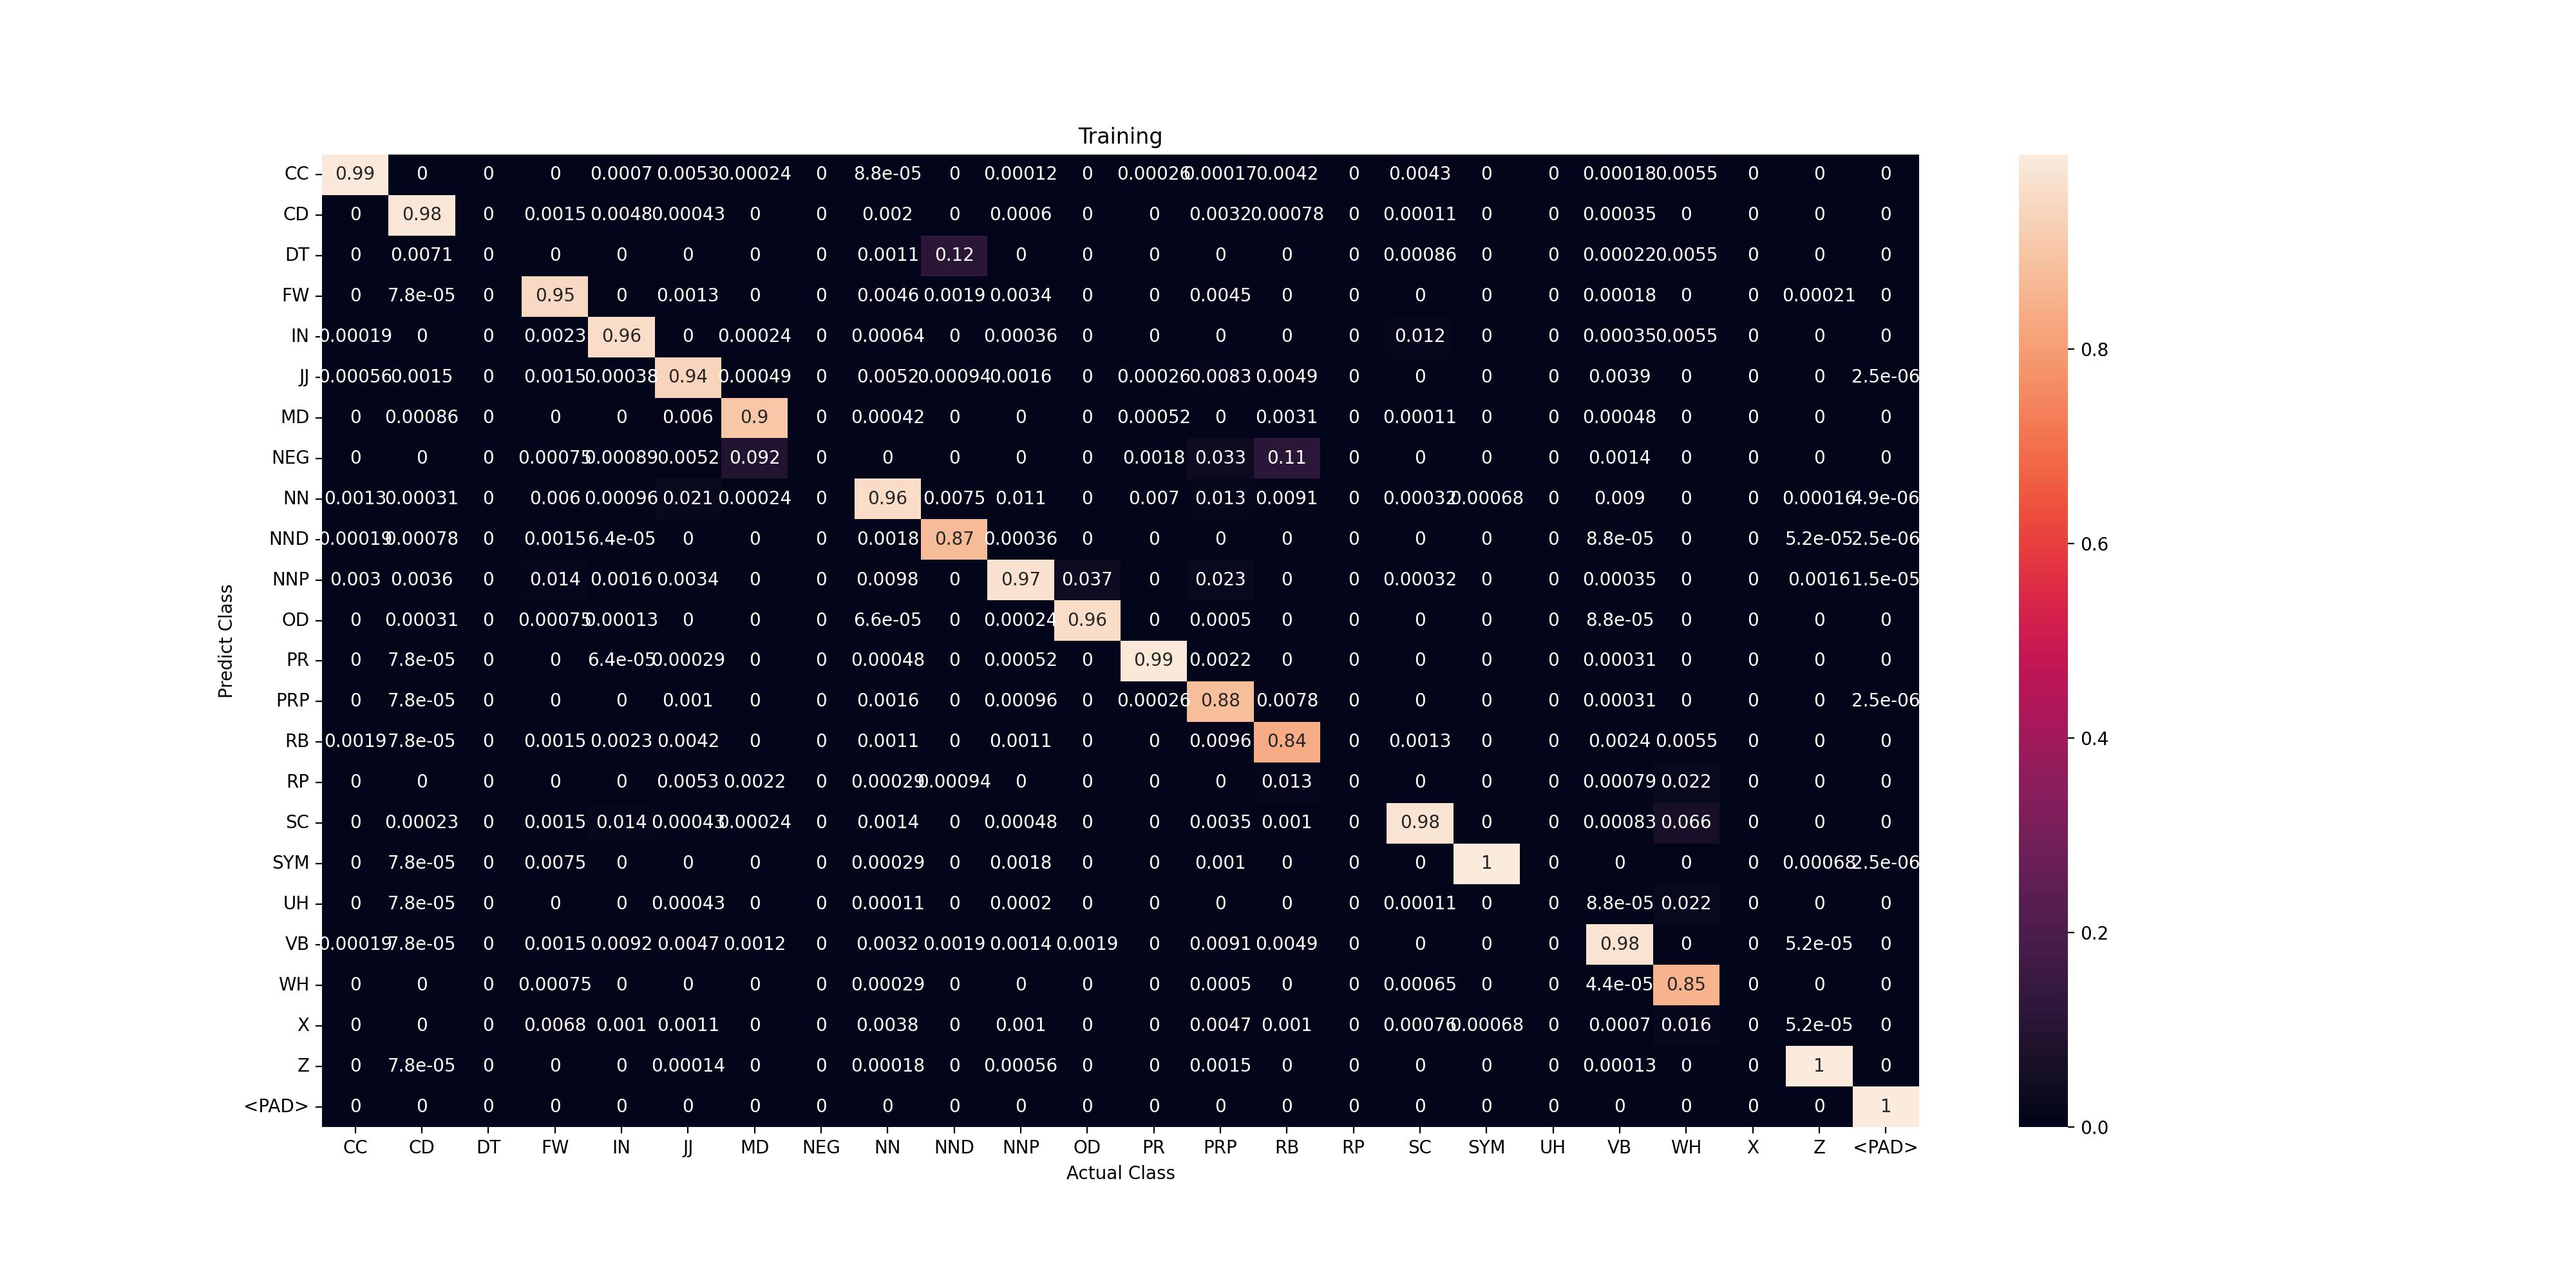 Training
CC 0.99 0 0 0 0.0007 0.0053 0.00024 0 8.8e-05 0 0.00012 0 0.00026 0.00017 0.0042 0 0.0043 0 0 0.00018 0.0055 0 0 0
CD 0 0.98 0 0.0015 0.0048 0.00043 0 0 0.002 0 0.0006 0 0 0.0032 0.00078 0 0.00011 0 0 0.00035 0 0 0 0
DT 0 0.0071 0 0 0 0 0 0 0.0011 0.12 0 0 0 0 0 0 0.00086 0 0 0.00022 0.0055 0 0 0
FW 0 7.8e-05 0 0.95 0 0.0013 0 0 0.0046 0.0019 0.0034 0 0 0.0045 0 0 0 0 0 0.00018 0 0 0.00021 0
IN 0.00019 0 0 0.0023 0.96 0 0.00024 0 0.00064 0 0.00036 0 0 0 0 0 0.012 0 0 0.00035 0.0055 0 0 0
JJ 0.00056 0.0015 0 0.0015 0.00038 0.94 0.00049 0 0.0052 0.00094 0.0016 0 0.00026 0.0083 0.0049 0 0 0 0 0.0039 0 0 0 2.5e-06
MD 0 0.00086 0 0 0 0.006 0.9 0 0.00042 0 0 0 0.00052 0 0.0031 0 0.00011 0 0 0.00048 0 0 0 0
NEG 0 0 0 0.00075 0.00089 0.0052 0.092 0 0 0 0 0 0.0018 0.033 0.11 0 0 0 0 0.0014 0 0 0 0
NN 0.0013 0.00031 0 0.006 0.00096 0.021 0.00024 0 0.96 0.0075 0.011 0 0.007 0.013 0.0091 0 0.00032 0.00068 0 0.009 0 0 0.00016 4.9e-06
NND 0.00019 0.00078 0 0.0015 6.4e-05 0 0 0 0.0018 0.87 0.00036 0 0 0 0 0 0 0 0 8.8e-05 0 0 5.2e-05 2.5e-06
NNP 0.003 0.0036 0 0.014 0.0016 0.0034 0 0 0.0098 0 0.97 0.037 0 0.023 0 0 0.00032 0 0 0.00035 0 0 0.0016 1.5e-05
OD 0 0.00031 0 0.00075 0.00013 0 0 0 6.6e-05 0 0.00024 0.96 0 0.0005 0 0 0 0 0 8.8e-05 0 0 0 0
PR 0 7.8e-05 0 0 6.4e-05 0.00029 0 0 0.00048 0 0.00052 0 0.99 0.0022 0 0 0 0 0 0.00031 0 0 0 0
PRP 0 7.8e-05 0 0 0 0.001 0 0 0.0016 0 0.00096 0 0.00026 0.88 0.0078 0 0 0 0 0.00031 0 0 0 2.5e-06
RB 0.0019 7.8e-05 0 0.0015 0.0023 0.0042 0 0 0.0011 0 0.0011 0 0 0.0096 0.84 0 0.0013 0 0 0.0024 0.0055 0 0 0
RP 0 0 0 0 0 0.0053 0.0022 0 0.00029 0.00094 0 0 0 0 0.013 0 0 0 0 0.00079 0.022 0 0 0
SC 0 0.00023 0 0.0015 0.014 0.00043 0.00024 0 0.0014 0 0.00048 0 0 0.0035 0.001 0 0.98 0 0 0.00083 0.066 0 0 0
SYM 0 7.8e-05 0 0.0075 0 0 0 0 0.00029 0 0.0018 0 0 0.001 0 0 0 1 0 0 0 0 0.00068 2.5e-06
UH 0 7.8e-05 0 0 0 0.00043 0 0 0.00011 0 0.0002 0 0 0 0 0 0.00011 0 0 8.8e-05 0.022 0 0 0
VB 0.00019 7.8e-05 0 0.0015 0.0092 0.0047 0.0012 0 0.0032 0.0019 0.0014 0.0019 0 0.0091 0.0049 0 0 0 0 0.98 0 0 5.2e-05 0
WH 0 0 0 0.00075 0 0 0 0 0.00029 0 0 0 0 0.0005 0 0 0.00065 0 0 4.4e-05 0.85 0 0 0
X 0 0 0 0.0068 0.001 0.0011 0 0 0.0038 0 0.001 0 0 0.0047 0.001 0 0.00076 0.00068 0 0.0007 0.016 0 5.2e-05 0
Z 0 7.8e-05 0 0 0 0.00014 0 0 0.00018 0 0.00056 0 0 0.0015 0 0 0 0 0 0.00013 0 0 1 0
<PAD> 0 0 0 0 0 0 0 0 0 0 0 0 0 0 0 0 0 0 0 0 0 0 0 1
CC CD DT FW IN JJ MD NEG NN NND NNP OD PR PRP RB RP SC SYM UH VB WH X Z <PAD>
Actual Class
Predict Class
0.8
0.6
0.4
0.2
0.0